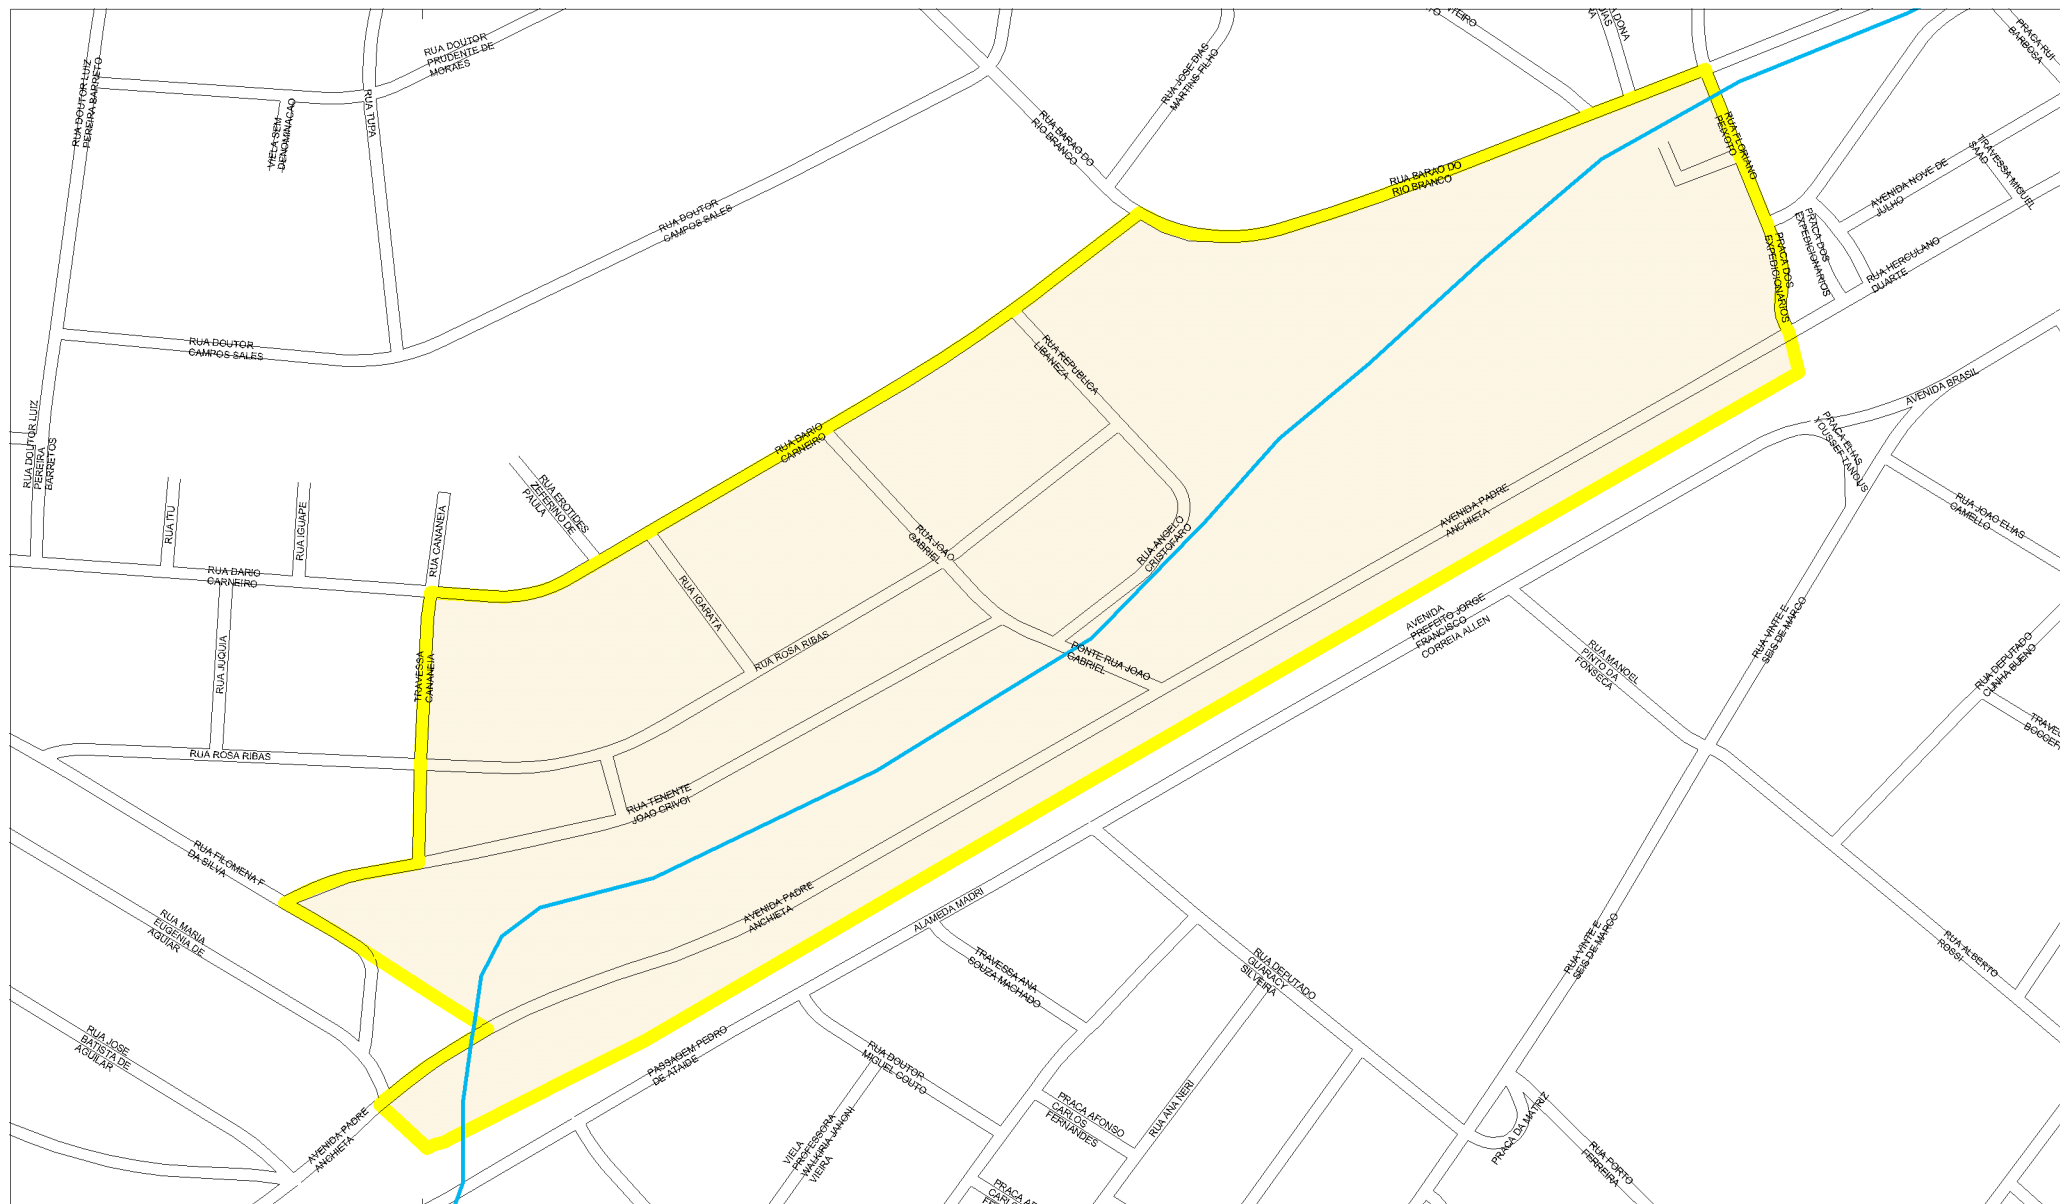 RUA DOUTOR
PRUDENTE DE
MORAES
RUA DOUTOR LUIZ
PEREIRA BARRETO
VIELA SEM
DENOMINACAO
RUA TUPA
RUA JOSE DIAS
MARTINS FILHO
RUA BARAO DO
RIO BRANCO
PRACA RUI
BARBOSA
RUA BARAO DO
RIO BRANCO
RUA FLORIANO
PEIXOTO
TRAVESSA MIGUEL
SAAD
AVENIDA NOVE DE
JULHO
RUA DOUTOR
CAMPOS SALES
PRACA DOS
EXPEDICIONARIOS
PRACA DOS
EXPEDICIONARIOS
RUA HERCULANO
DUARTE
RUA DOUTOR
CAMPOS SALES
RUA REPUBLICA
LIBANEZA
AVENIDA BRASIL
RUA DOUTOR LUIZ
PEREIRA
BARRETOS
RUA DARIO
CARNEIRO
PRACA ELIAS
YOUSSEF TANOUS
RUA ITU
RUA IGUAPE
RUA CANANEIA
RUA EROTIDES
ZEFERINO DE
PAULA
AVENIDA PADRE
ANCHIETA
RUA JOAO ELIAS
CAMELLO
RUA JOAO
GABRIEL
RUA ANGELO
CRISTOFARO
RUA DARIO
CARNEIRO
RUA IGARATA
AVENIDA
PREFEITO JORGE
FRANCISCO
CORREIA ALLEN
RUA VINTE E
SEIS DE MARCO
RUA JUQUIA
TRAVESSA
CANANEIA
RUA ROSA RIBAS
PONTE RUA JOAO
GABRIEL
RUA MANOEL
PINTO DA
FONSECA
RUA DEPUTADO
CUNHA BUENO
RUA ROSA RIBAS
RUA TENENTE
JOAO CRIVOI
RUA FILOMENA F
DA SILVA
AVENIDA PADRE
ANCHIETA
ALAMEDA MADRI
RUA MARIA
EUGENIA DE
AGUIAR
TRAVESSA ANA
SOUZA MACHADO
RUA DEPUTADO
GUARACY
SILVEIRA
RUA VINTE E
SEIS DE MARCO
RUA ALBERTO
ROSSI
RUA JOSE
BATISTA DE
AGUILAR
PASSAGEM PEDRO
DE ATAIDE
RUA DOUTOR
MIGUEL COUTO
AVENIDA PADRE
ANCHIETA
VIELA
PROFESSORA
WALKIRIA JANONI
VIEIRA
PRACA AFONSO
CARLOS
FERNANDES
RUA ANA NERI
PRACA DA MATRIZ
RUA PORTO
FERREIRA